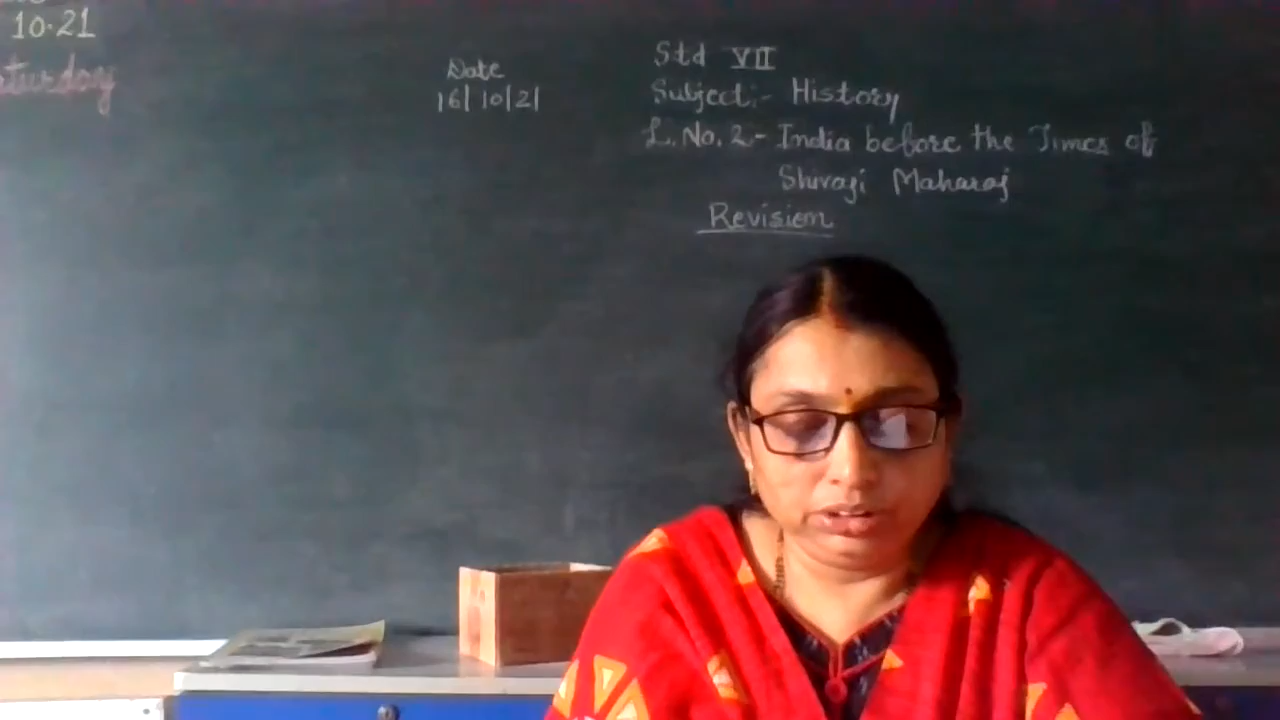 10.21
aturday
Date
16/10/21
Std VII
Subject:- History
L. No. 2- India before the Times of
Shivaji Maharaj
Revision